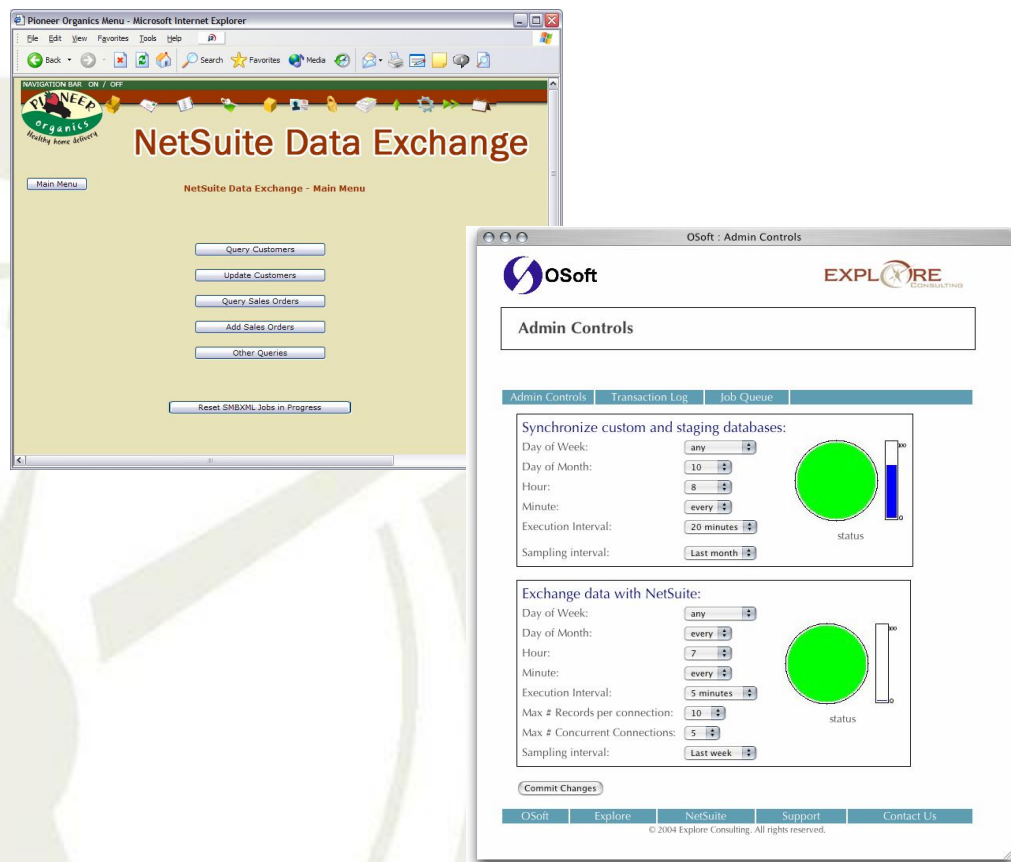 Pioneer Organics Menu - Microsoft Internet Explorer
File Edit View Favorites Tools Help
Back Search Favorites Media
NAVIGATION BAR ON / OFF
PIONEER
organics
Healthy home delivery
NetSuite Data Exchange
Main Menu
NetSuite Data Exchange - Main Menu
Query Customers
Update Customers
Query Sales Orders
Add Sales Orders
Other Queries
Reset SMBXML Jobs in Progress
OSoft : Admin Controls
OSoft
EXPLORE
CONSULTING
Admin Controls
Admin Controls Transaction Log Job Queue
Synchronize custom and staging databases:
Day of Week: any
Day of Month: 10
Hour: 8
Minute: every
Execution Interval: 20 minutes
Sampling interval: Last month
100
0
status
Exchange data with NetSuite:
Day of Week: any
Day of Month: every
Hour: 7
Minute: every
Execution Interval: 5 minutes
Max # Records per connection: 10
Max # Concurrent Connections: 5
Sampling interval: Last week
100
0
status
Commit Changes
OSoft Explore NetSuite Support Contact Us
© 2004 Explore Consulting. All rights reserved.